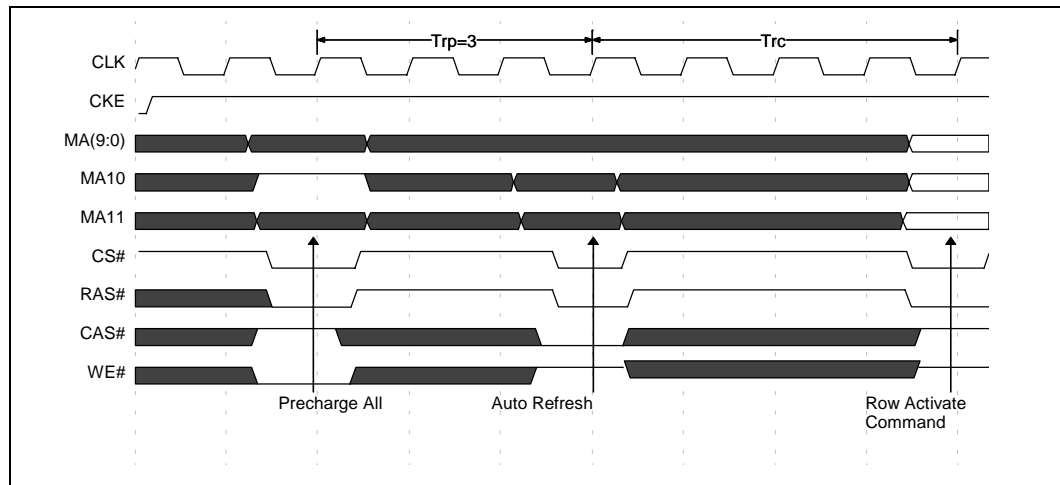 Trp=3 Trc
CLK
CKE
MA(9:0)
MA10
MA11
CS#
RAS#
CAS#
WE#
Precharge All Auto Refresh Row Activate
Command